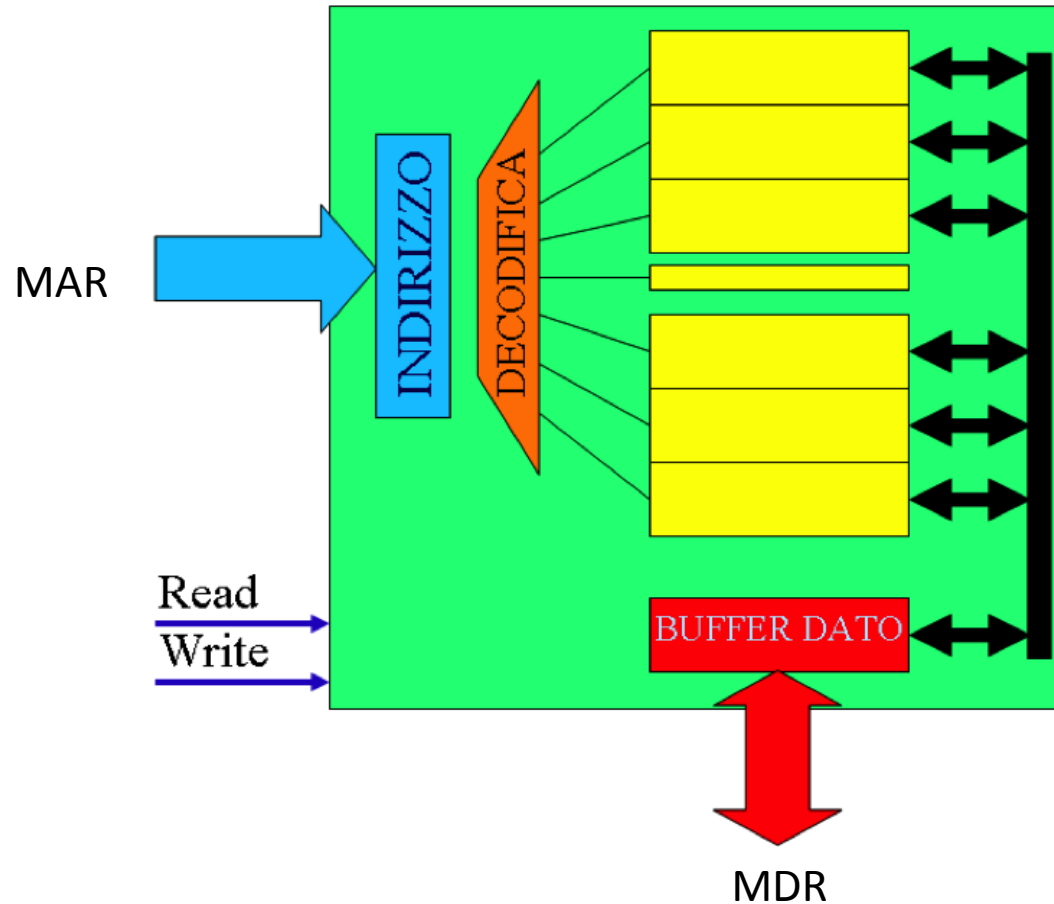 MAR
INDIRIZZO
DECODIFICA
Read
Write
BUFFER DATO
MDR